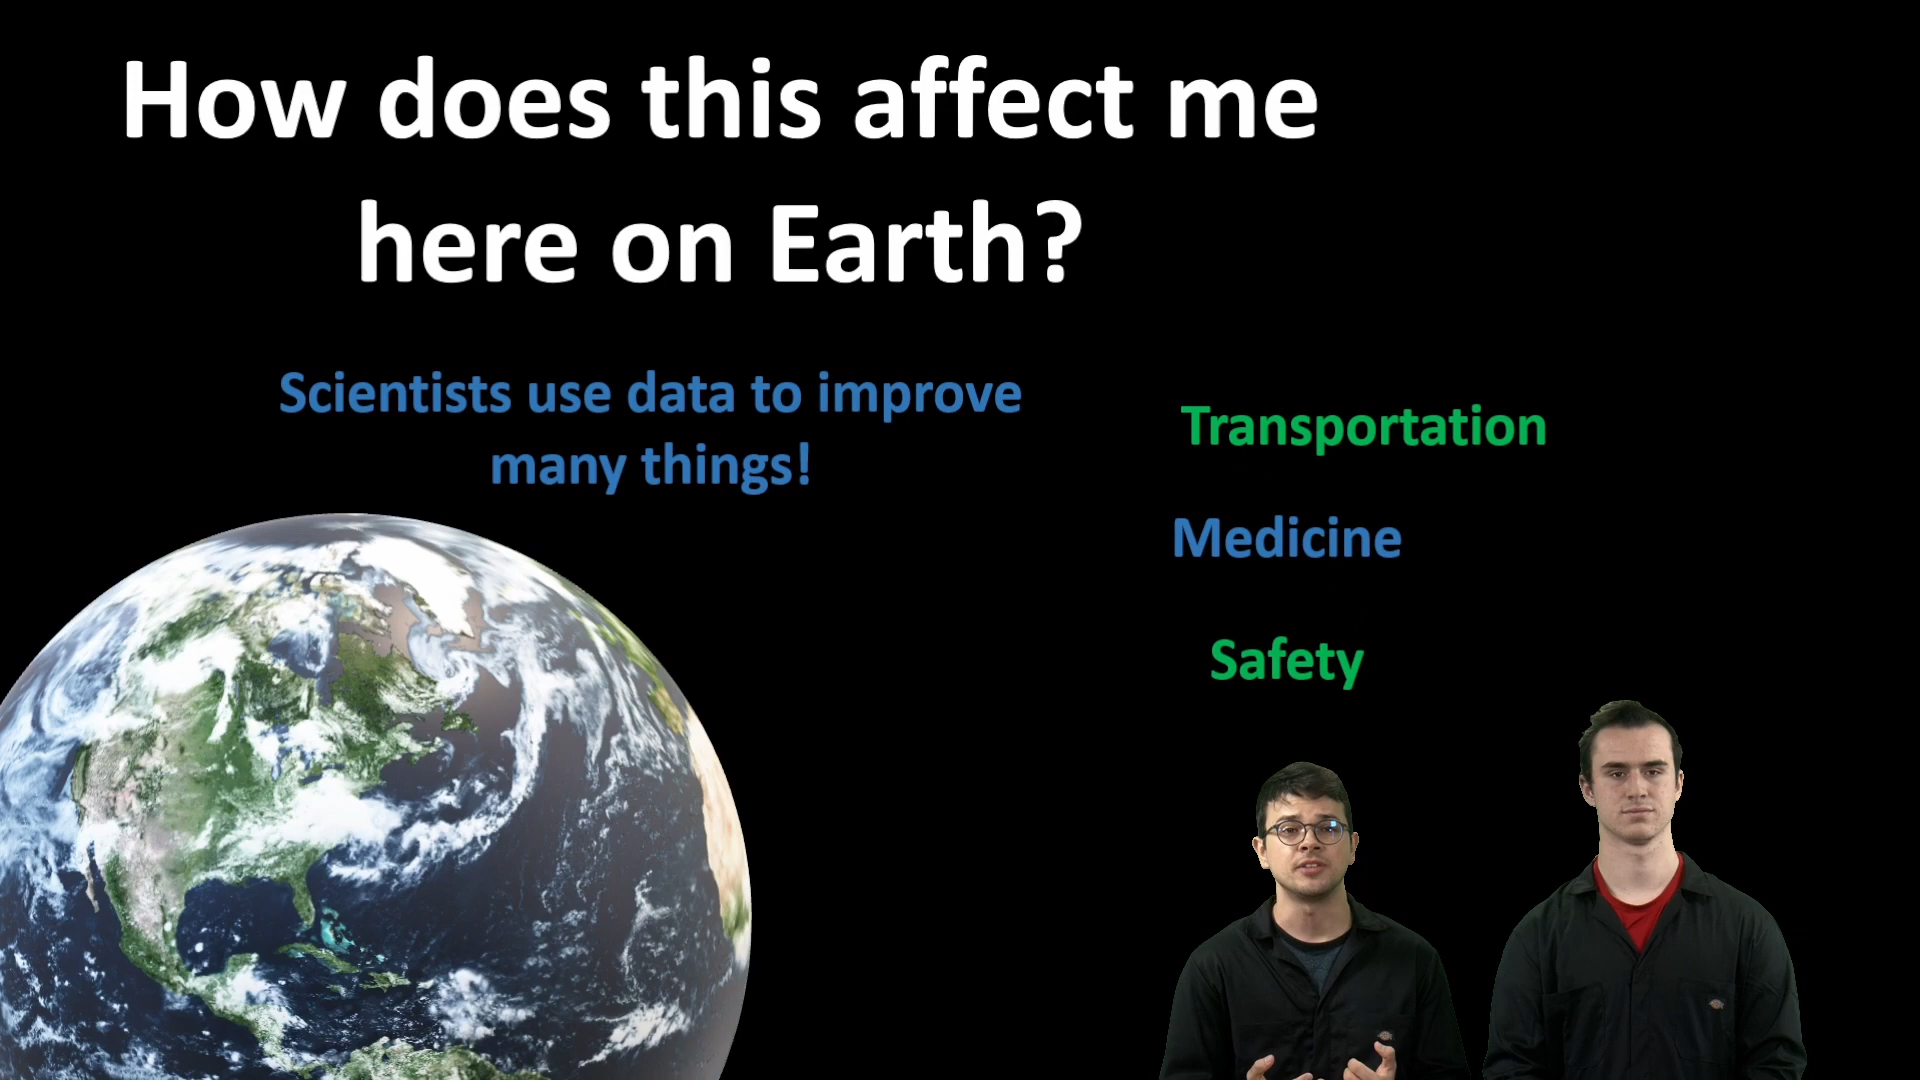 How does this affect me
here on Earth?
Scientists use data to improve
many things!
Transportation
Medicine
Safety